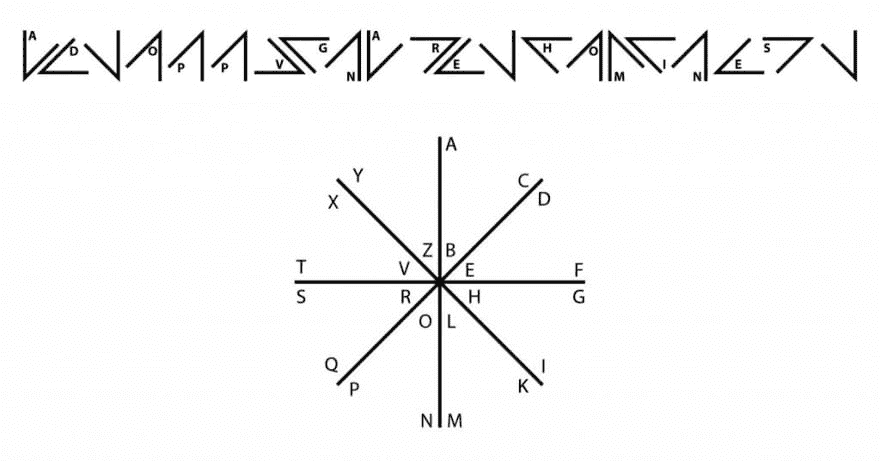 A D O P P V G N A R E H O M I N E S
A
Y C
X D
Z B
T V E F
S R H G
O L
Q I
P K
N M